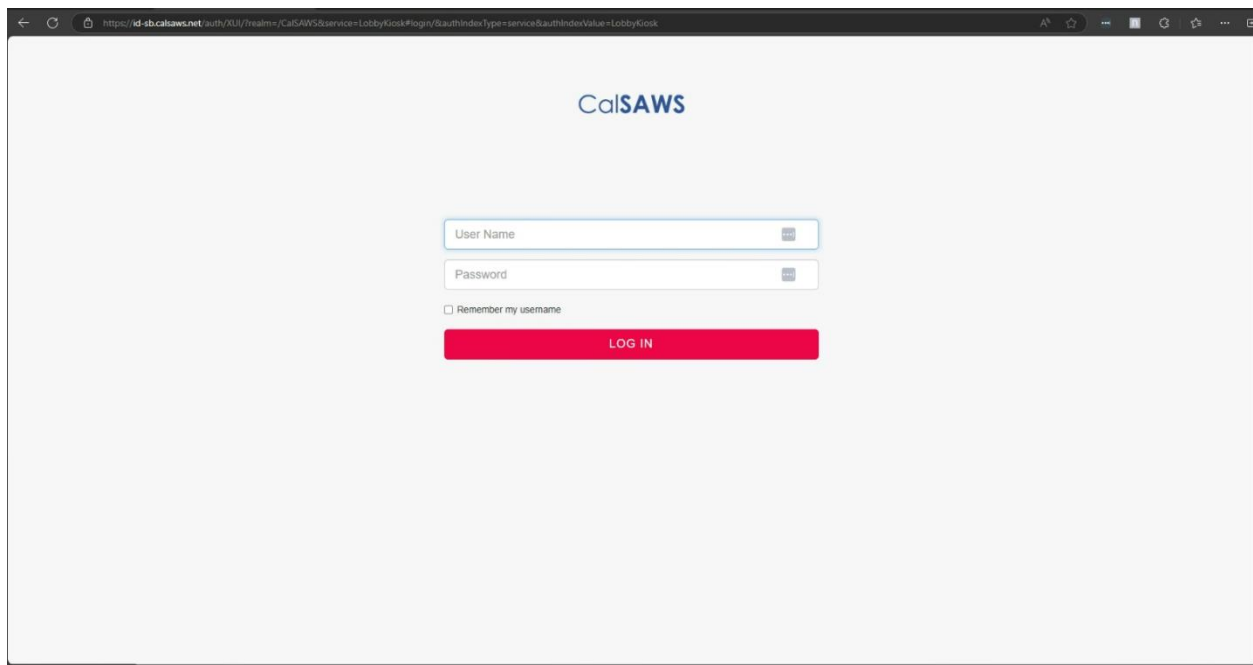 https://id-sb.calsaws.net/auth/XUI/?realm=/CalSAWS&service=LobbyKiosk#login/&authIndexType=service&authIndexValue=LobbyKiosk
CalSAWS
User Name
Password
Remember my username
LOG IN